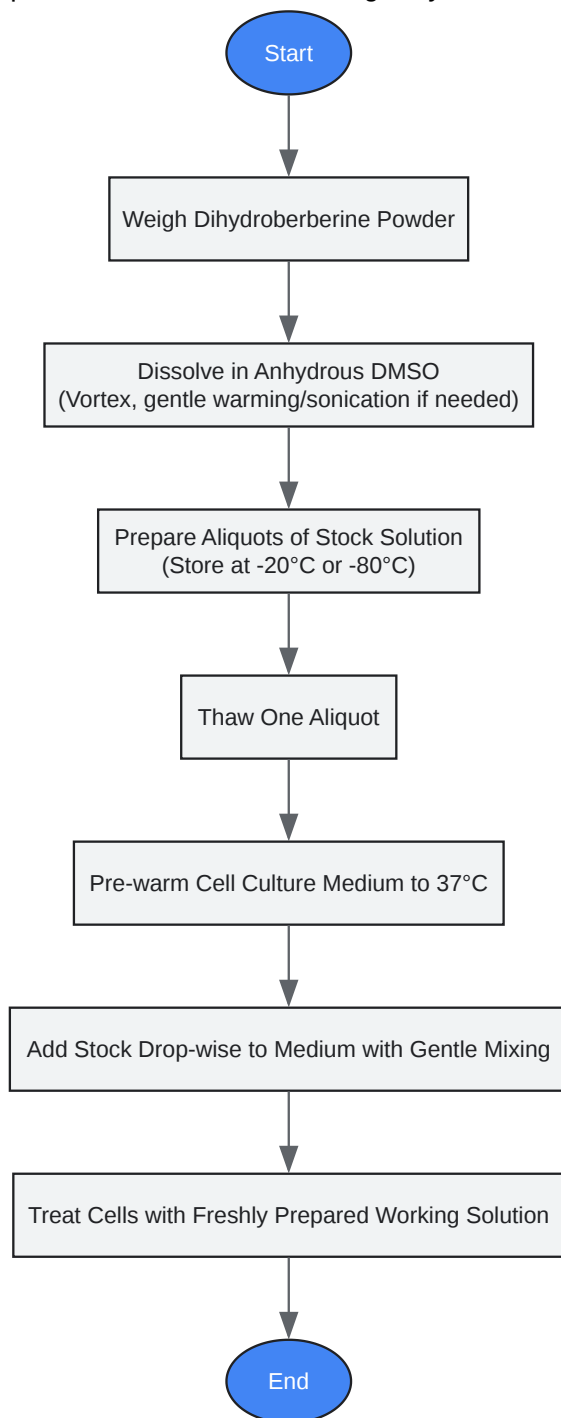 Start
Weigh Dihydroberberine Powder
Dissolve in Anhydrous DMSO
(Vortex, gentle warming/sonication if needed)
Prepare Aliquots of Stock Solution
(Store at -20°C or -80°C)
Thaw One Aliquot
Pre-warm Cell Culture Medium to 37°C
Add Stock Drop-wise to Medium with Gentle Mixing
Treat Cells with Freshly Prepared Working Solution
End